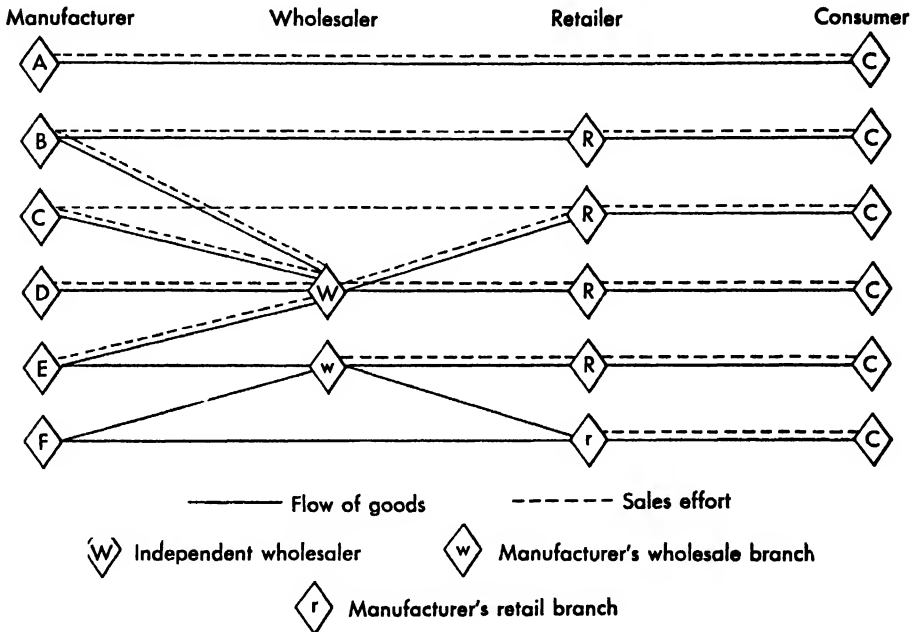 Manufacturer Wholesaler Retailer Consumer
A C
B R C
C R C
D W R C
E w R C
F r C
Flow of goods Sales effort
W Independent wholesaler w Manufacturer's wholesale branch
r Manufacturer's retail branch